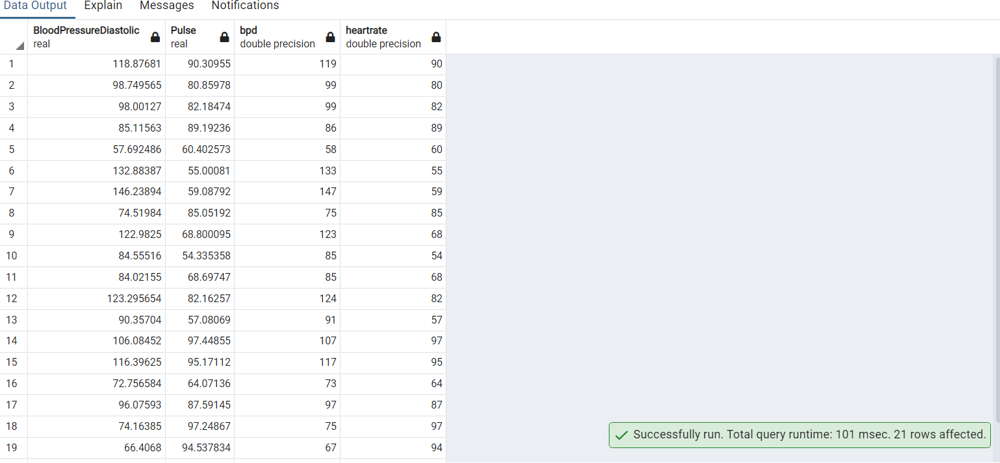 Data Output Explain Messages Notifications
BloodPressureDiastolic Pulse bpd heartrate
real real double precision double precision
1 118.87681 90.30955 119 90
2 98.749565 80.85978 99 80
3 98.00127 82.18474 99 82
4 85.11563 89.19236 86 89
5 57.692486 60.402573 58 60
6 132.88387 55.00081 133 55
7 146.23894 59.08792 147 59
8 74.51984 85.05192 75 85
9 122.9825 68.800095 123 68
10 84.55516 54.335358 85 54
11 84.02155 68.69747 85 68
12 123.295654 82.16257 124 82
13 90.35704 57.08069 91 57
14 106.08452 97.44855 107 97
15 116.39625 95.17112 117 95
16 72.756584 64.07136 73 64
17 96.07593 87.59145 97 87
18 74.16385 97.24867 75 97
Successfully run. Total query runtime: 101 msec. 21 rows affected.
19 66.4068 94.537834 67 94